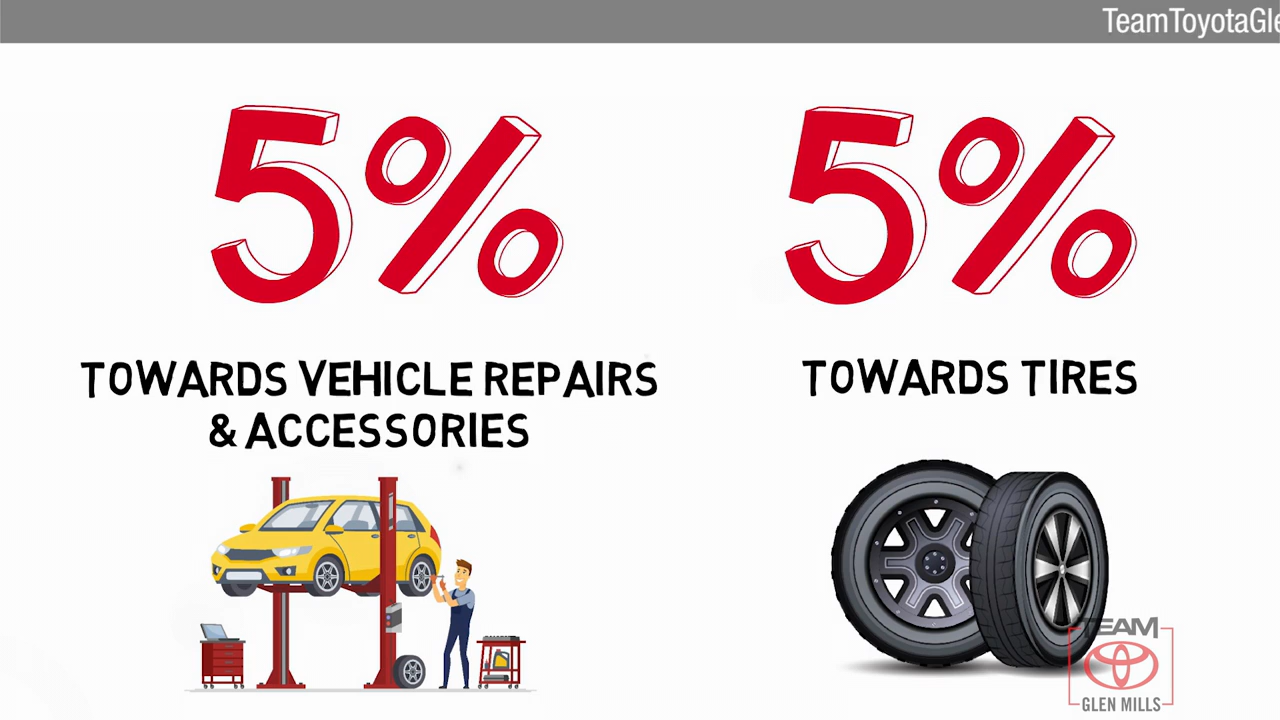 TeamToyotaGle
5%
5%
TOWARDS VEHICLE REPAIRS
& ACCESSORIES
TOWARDS TIRES
TEAM
GLEN MILLS